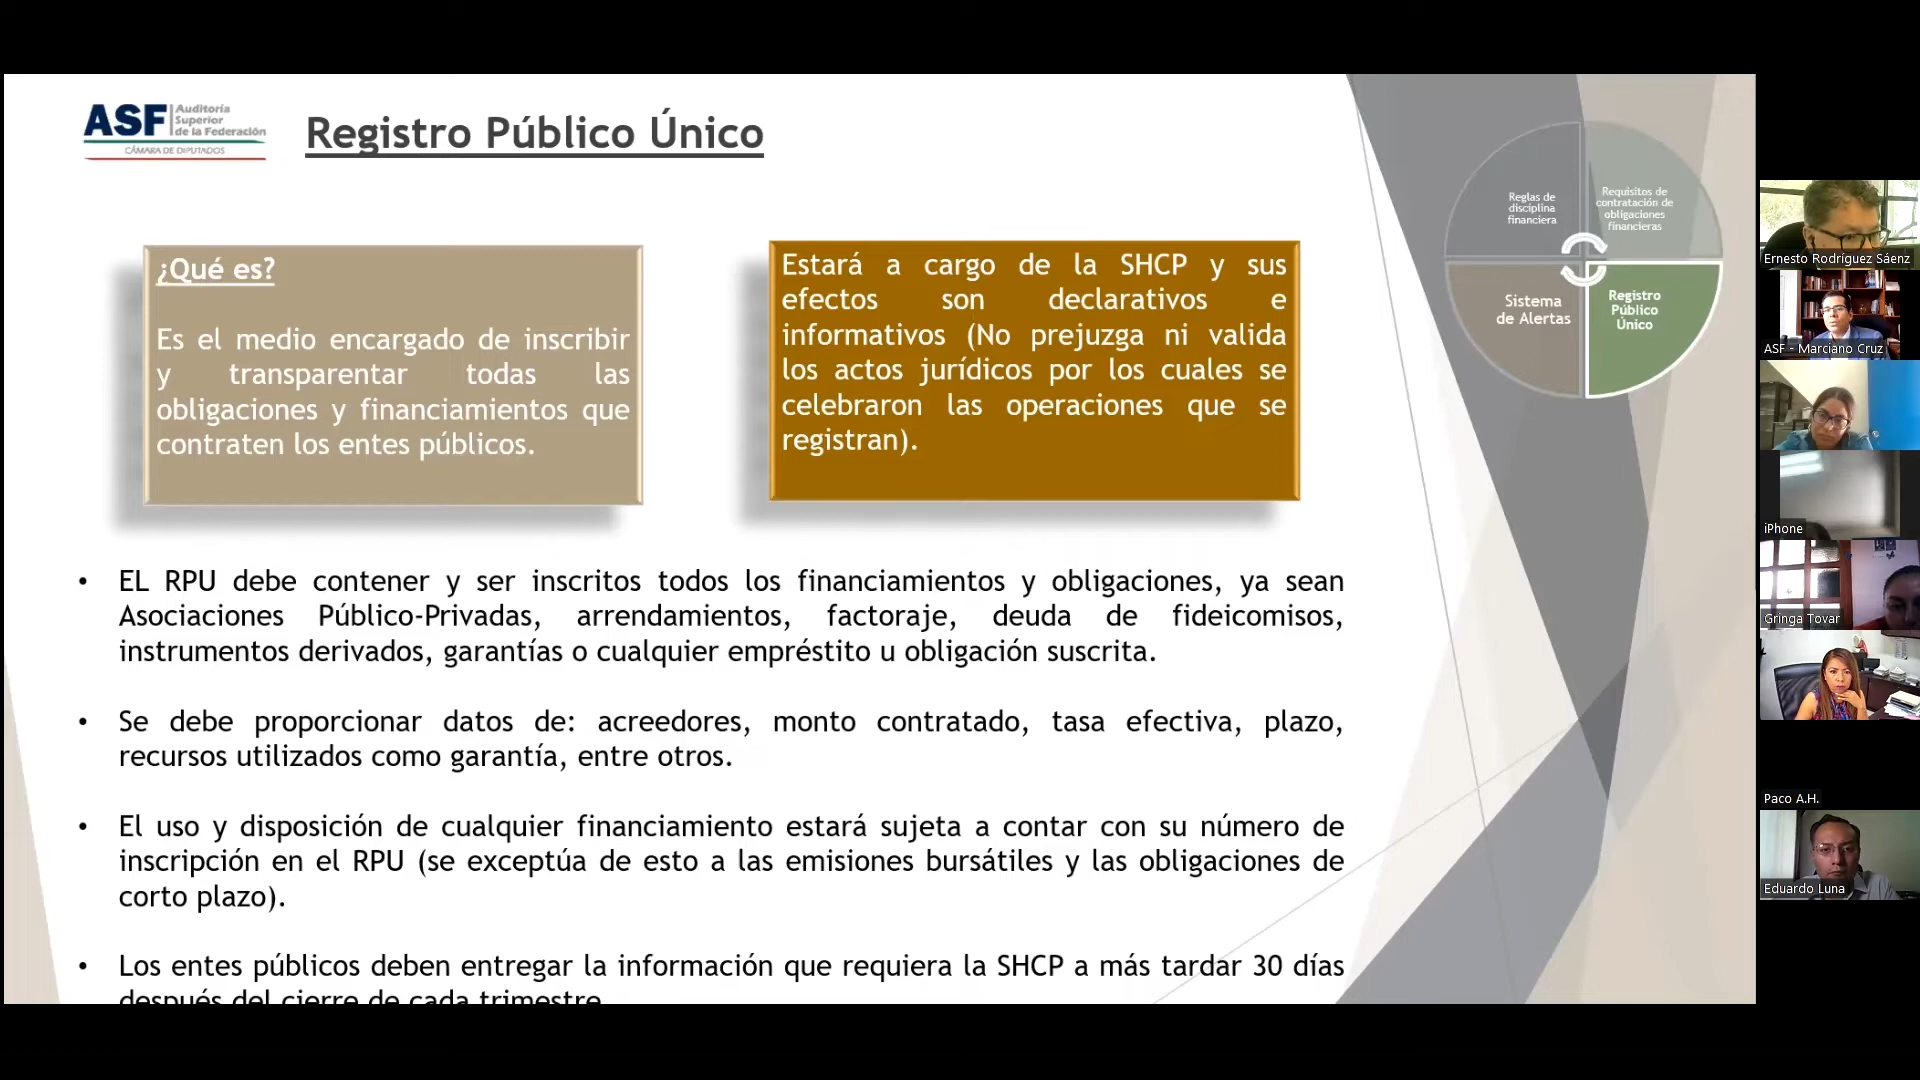 ASF Auditoría
Superior
de la Federación
CÁMARA DE DIPUTADOS
Registro Público Único
¿Qué es?
Es el medio encargado de inscribir
y transparentar todas las
obligaciones y financiamientos que
contraten los entes públicos.
Estará a cargo de la SHCP y sus
efectos son declarativos e
informativos (No prejuzga ni valida
los actos jurídicos por los cuales se
celebraron las operaciones que se
registran).
Reglas de
disciplina
financiera
Requisitos de
contratación de
obligaciones
financieras
Sistema
de Alertas
Registro
Público
Único
• EL RPU debe contener y ser inscritos todos los financiamientos y obligaciones, ya sean
Asociaciones Público-Privadas, arrendamientos, factoraje, deuda de fideicomisos,
instrumentos derivados, garantías o cualquier empréstito u obligación suscrita.
• Se debe proporcionar datos de: acreedores, monto contratado, tasa efectiva, plazo,
recursos utilizados como garantía, entre otros.
• El uso y disposición de cualquier financiamiento estará sujeta a contar con su número de
inscripción en el RPU (se exceptúa de esto a las emisiones bursátiles y las obligaciones de
corto plazo).
• Los entes públicos deben entregar la información que requiera la SHCP a más tardar 30 días
después del cierre de cada trimestre
Ernesto Rodríguez Sáenz
ASF - Marciano Cruz
iPhone
Gringa Tovar
Paco A.H.
Eduardo Luna